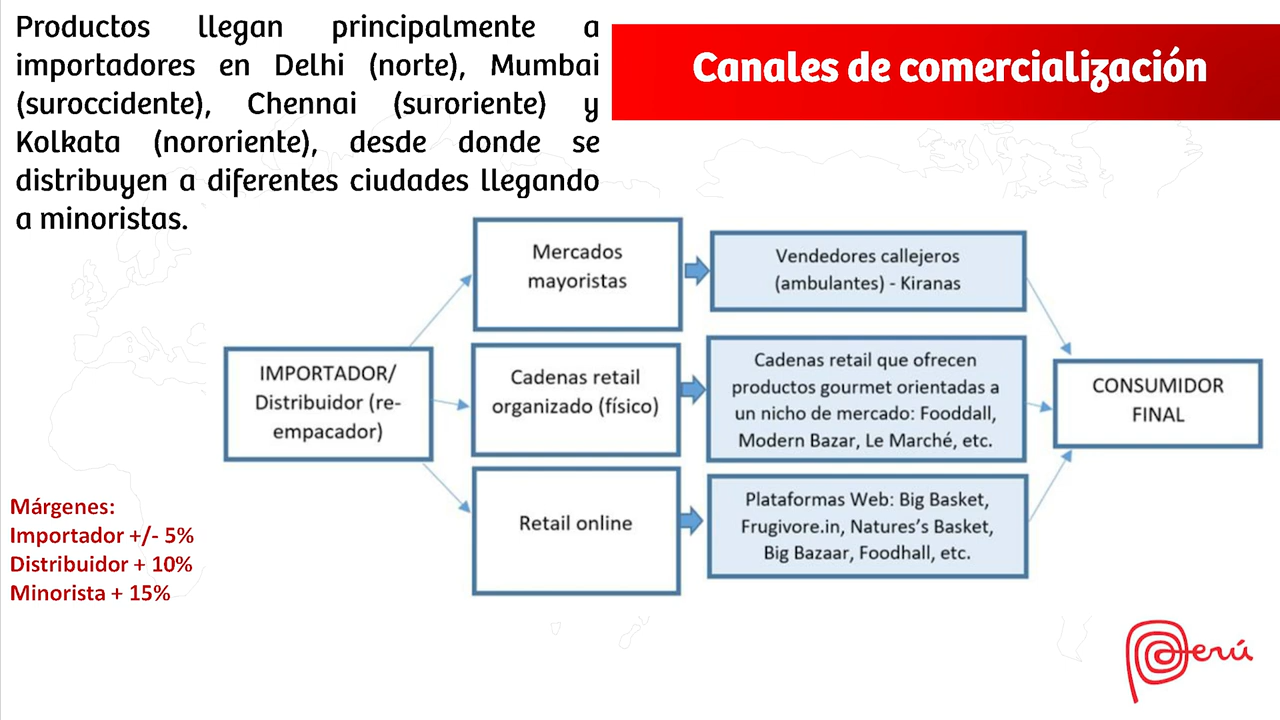 Productos llegan principalmente a
importadores en Delhi (norte), Mumbai
(suroccidente), Chennai (suroriente) y
Kolkata (nororiente), desde donde se
distribuyen a diferentes ciudades llegando
a minoristas.
Canales de comercialización
Mercados
mayoristas
Vendedores callejeros
(ambulantes) - Kiranas
IMPORTADOR/
Distribuidor (re-
empacador)
Cadenas retail
organizado (físico)
Cadenas retail que ofrecen
productos gourmet orientadas a
un nicho de mercado: Fooddall,
Modern Bazar, Le Marché, etc.
CONSUMIDOR
FINAL
Retail online
Plataformas Web: Big Basket,
Frugivore.in, Natures’s Basket,
Big Bazaar, Foodhall, etc.
Márgenes:
Importador +/- 5%
Distribuidor + 10%
Minorista + 15%
Perú